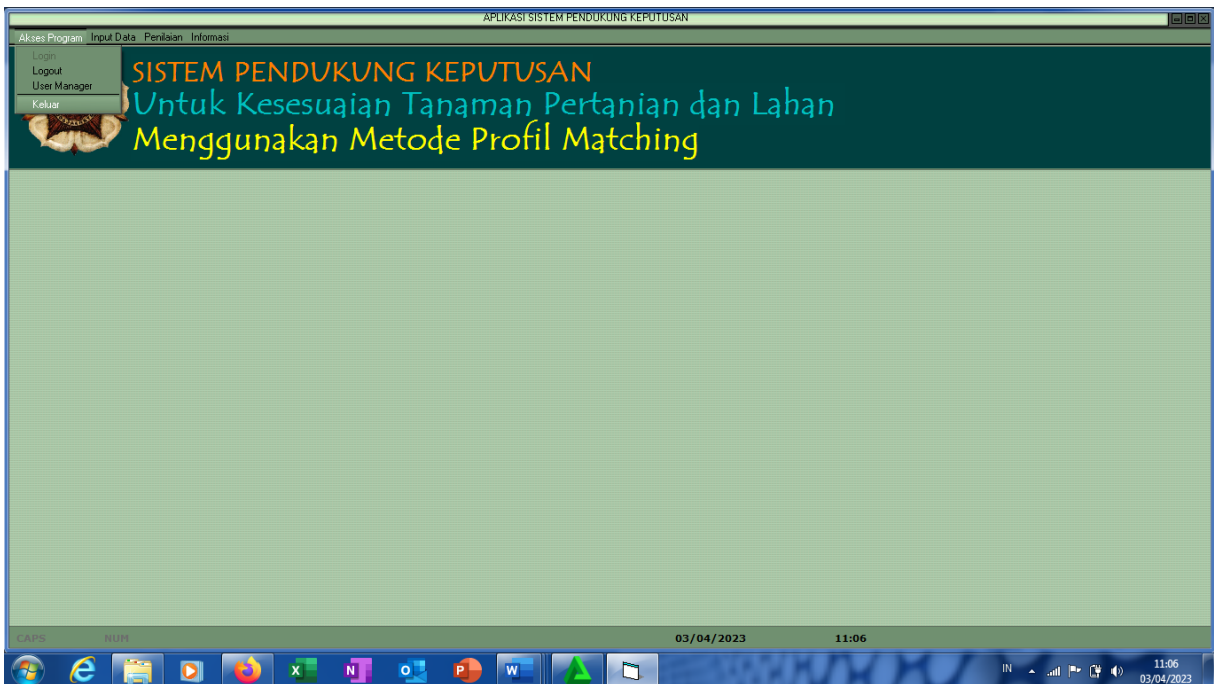 APLIKASI SISTEM PENDUKUNG KEPUTUSAN
Akses Program Input Data Penilaian Informasi
Login
Logout
User Manager
Keluar
SISTEM PENDUKUNG KEPUTUSAN
Untuk Kesesuaian Tanaman Pertanian dan Lahan
Menggunakan Metode Profil Matching
CAPS NUM 03/04/2023 11:06
IN 11:06
03/04/2023